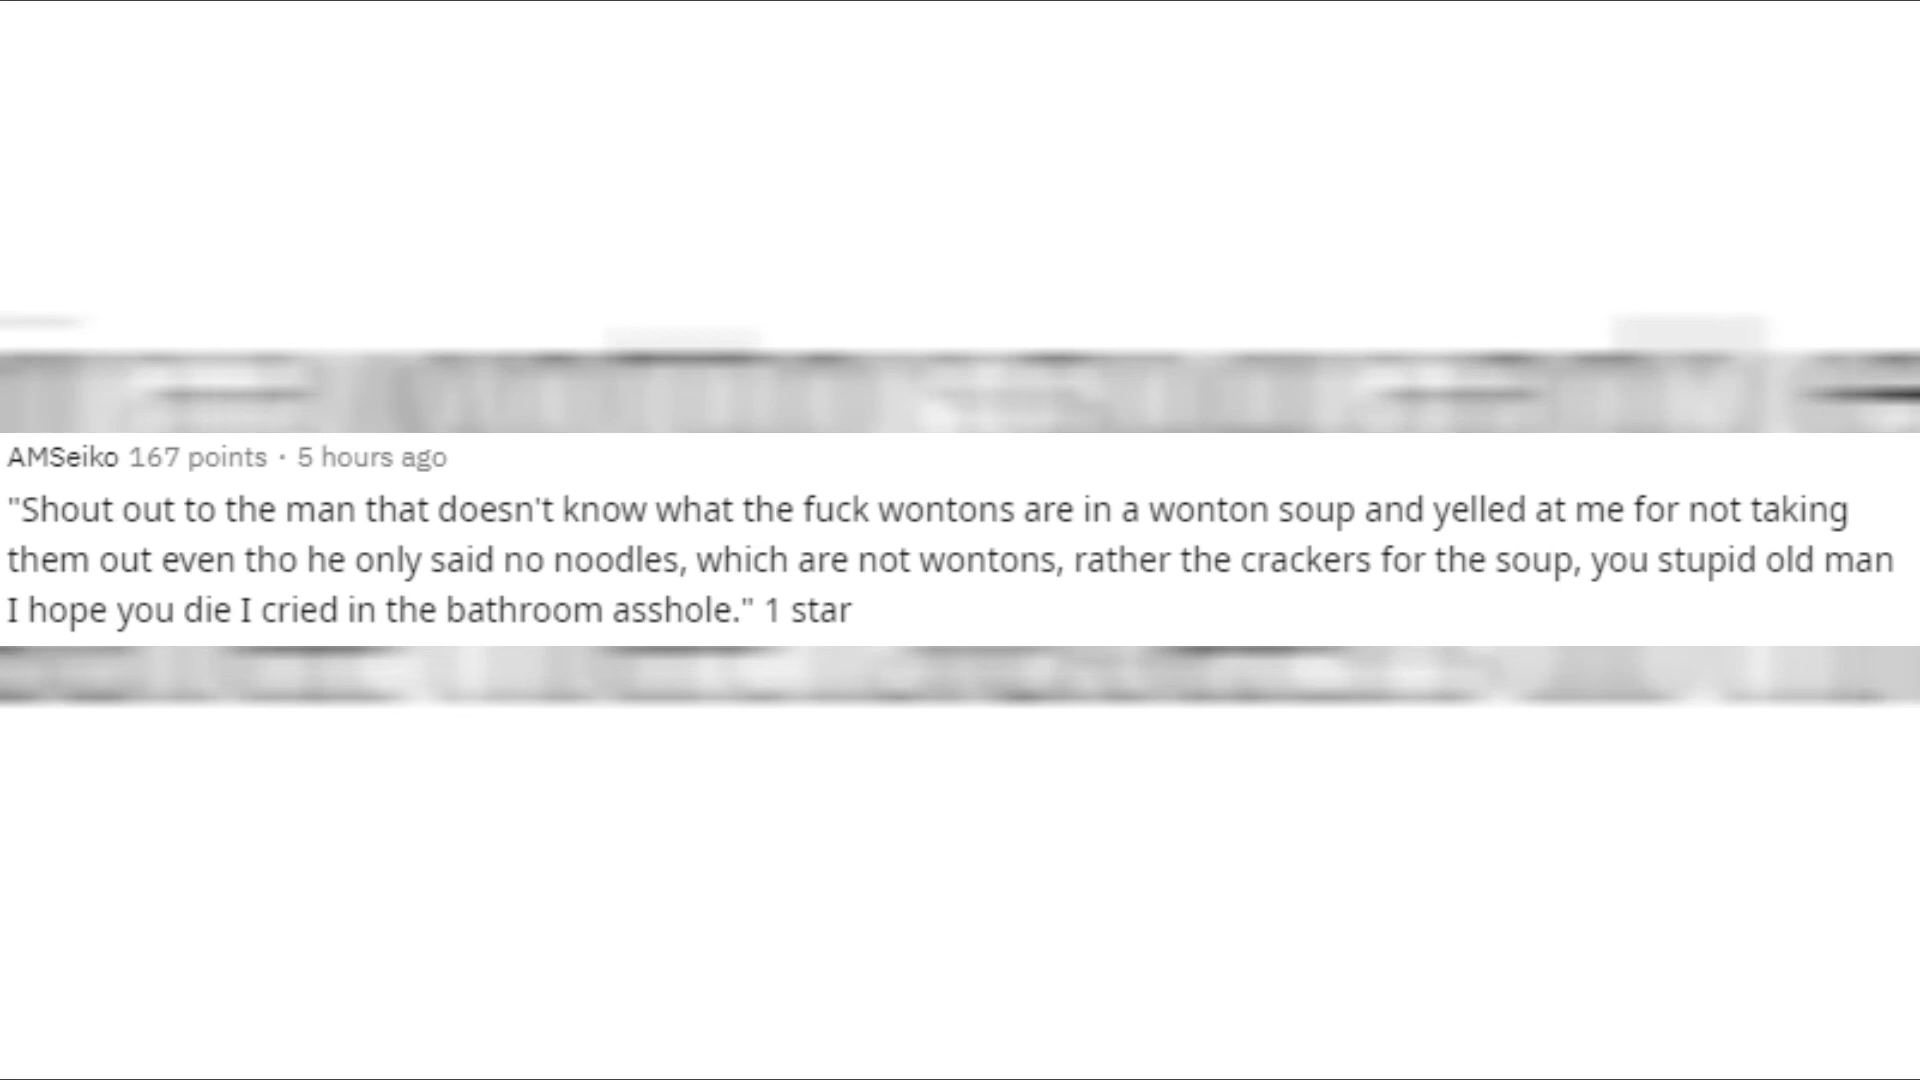 AMSeiko 167 points · 5 hours ago
"Shout out to the man that doesn't know what the fuck wontons are in a wonton soup and yelled at me for not taking
them out even tho he only said no noodles, which are not wontons, rather the crackers for the soup, you stupid old man
I hope you die I cried in the bathroom asshole." 1 star